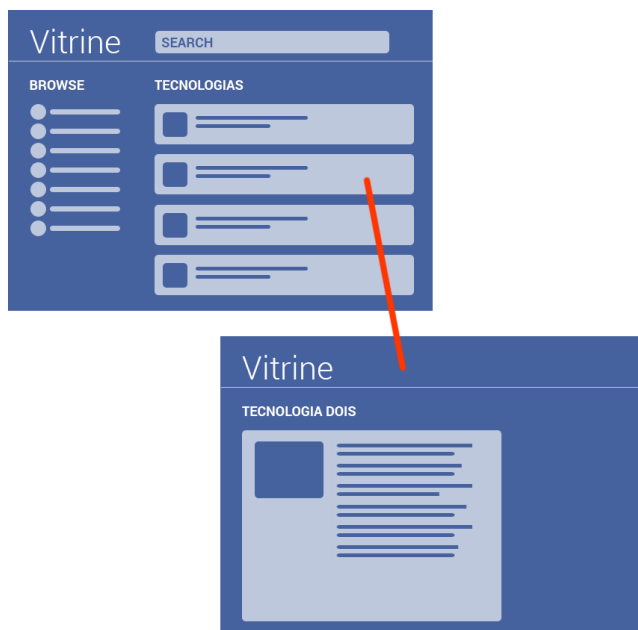 Vitrine
SEARCH
BROWSE
TECNOLOGIAS
Vitrine
TECNOLOGIA DOIS